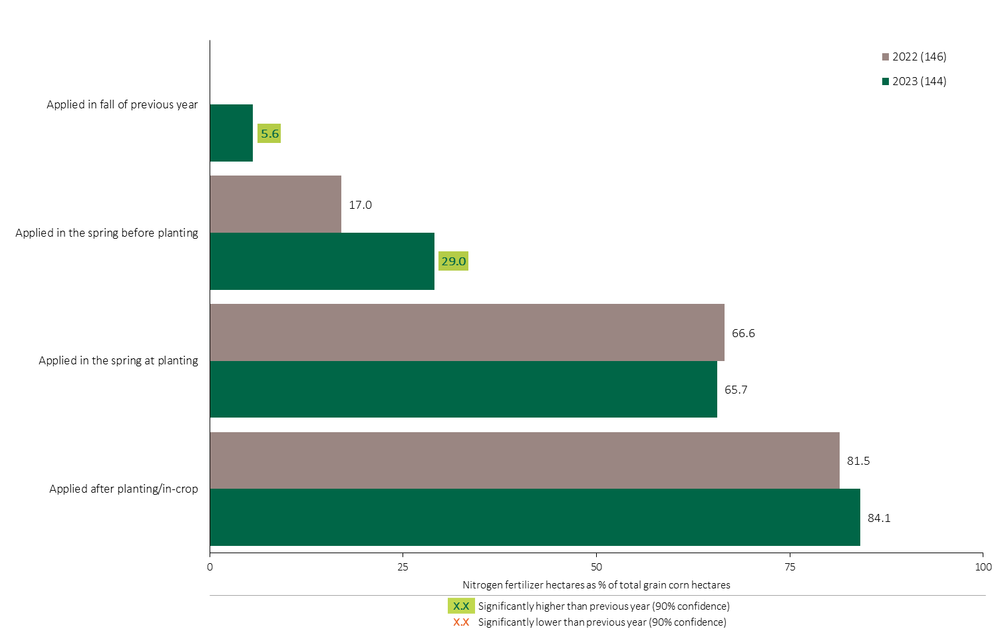 2022 (146)
2023 (144)
Applied in fall of previous year
5.6
17.0
Applied in the spring before planting
29.0
66.6
Applied in the spring at planting
65.7
81.5
Applied after planting/in-crop
84.1
0 25 50 75 100
Nitrogen fertilizer hectares as % of total grain corn hectares
X.X Significantly higher than previous year (90% confidence)
X.X Significantly lower than previous year (90% confidence)